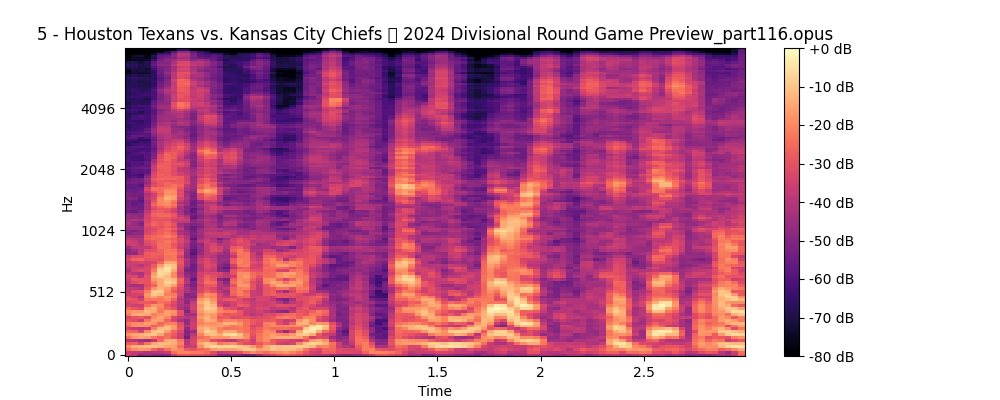 5 - Houston Texans vs. Kansas City Chiefs ▯ 2024 Divisional Round Game Preview_part116.opus
+0 dB
-10 dB
-20 dB
-30 dB
-40 dB
-50 dB
-60 dB
-70 dB
-80 dB
4096
2048
1024
512
0
Hz
0
0.5
1
1.5
2
2.5
Time